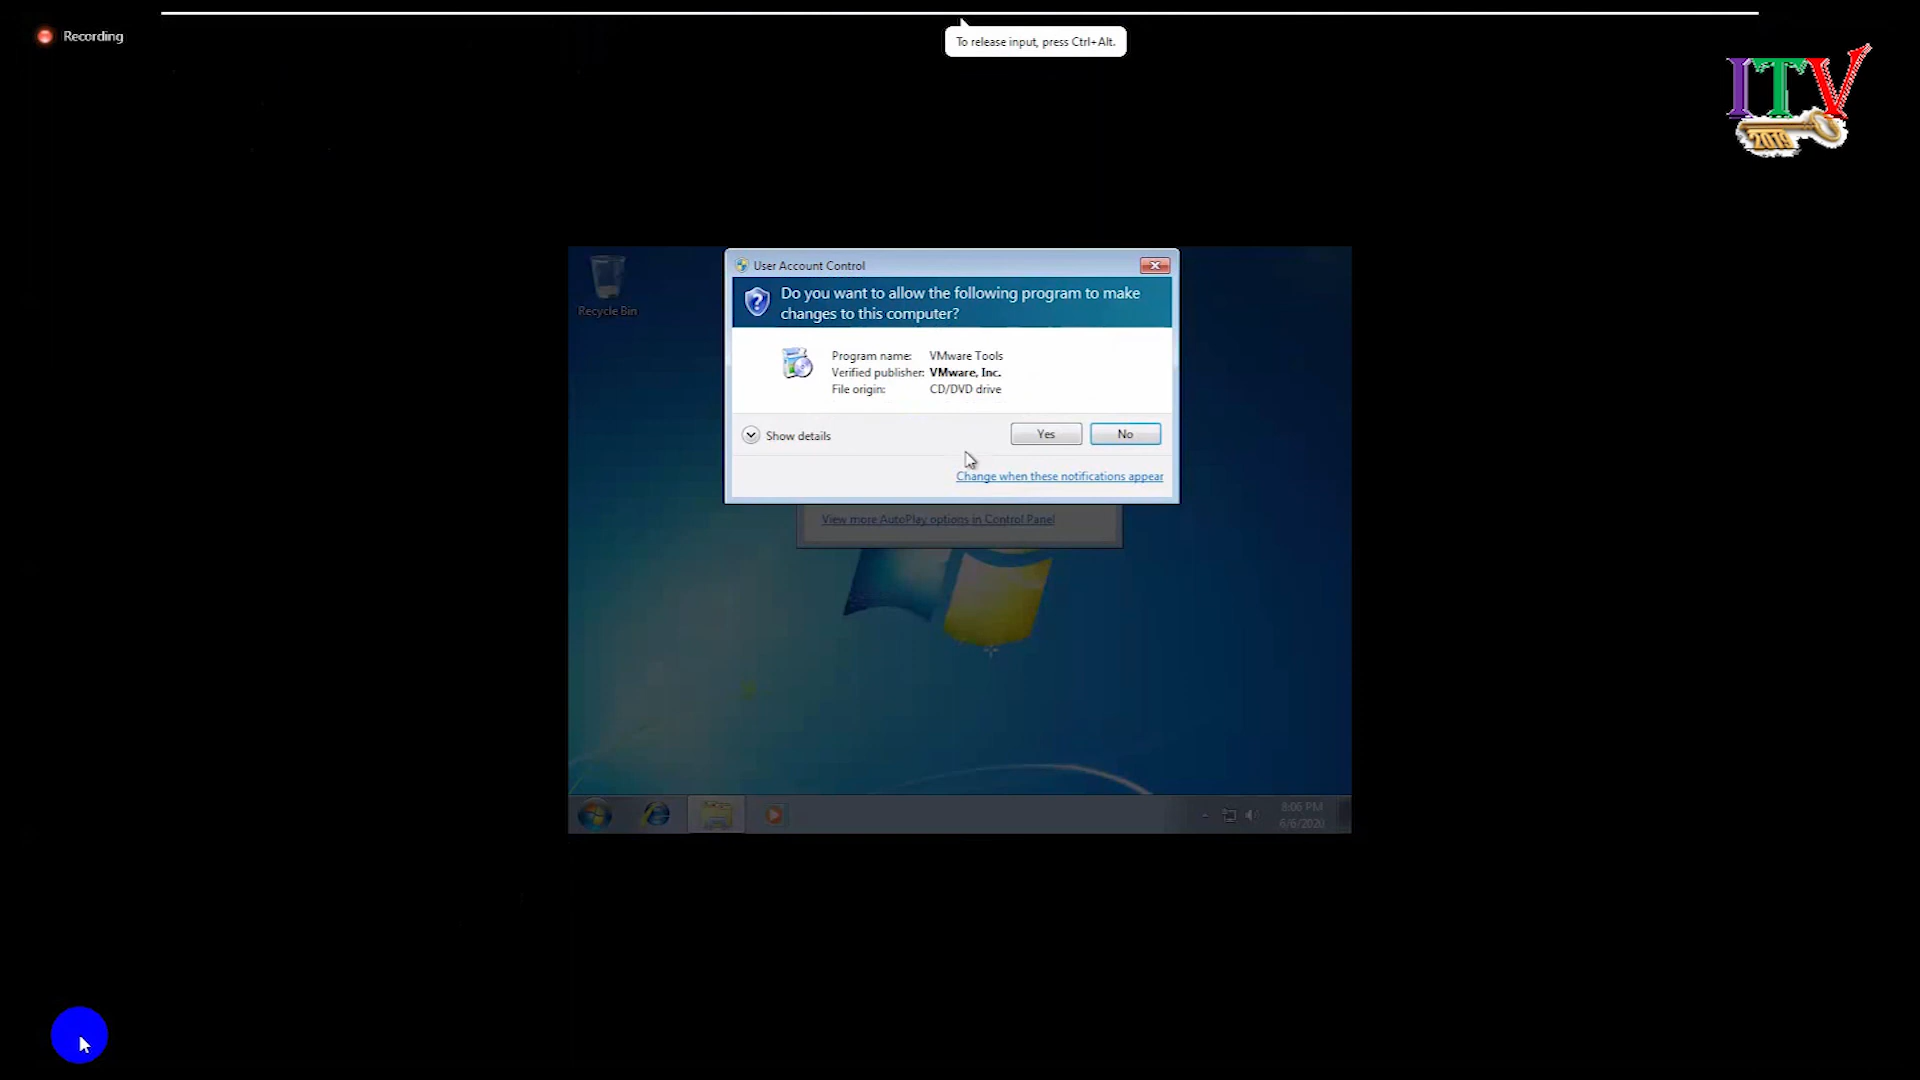 Recording
To release input, press Ctrl+Alt.
ITV
2019
Recycle Bin
User Account Control
Do you want to allow the following program to make
changes to this computer?
Program name: VMware Tools
Verified publisher: VMware, Inc.
File origin: CD/DVD drive
Show details
Yes
No
Change when these notifications appear
View more AutoPlay options in Control Panel
8:06 PM
6/6/2020